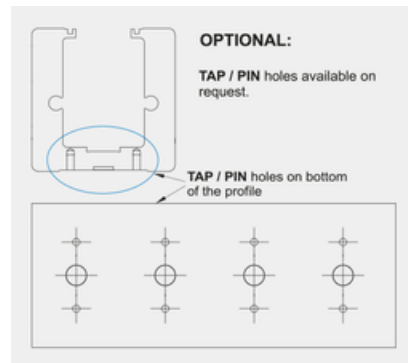 OPTIONAL:
TAP / PIN holes available on
request.
TAP / PIN holes on bottom
of the profile